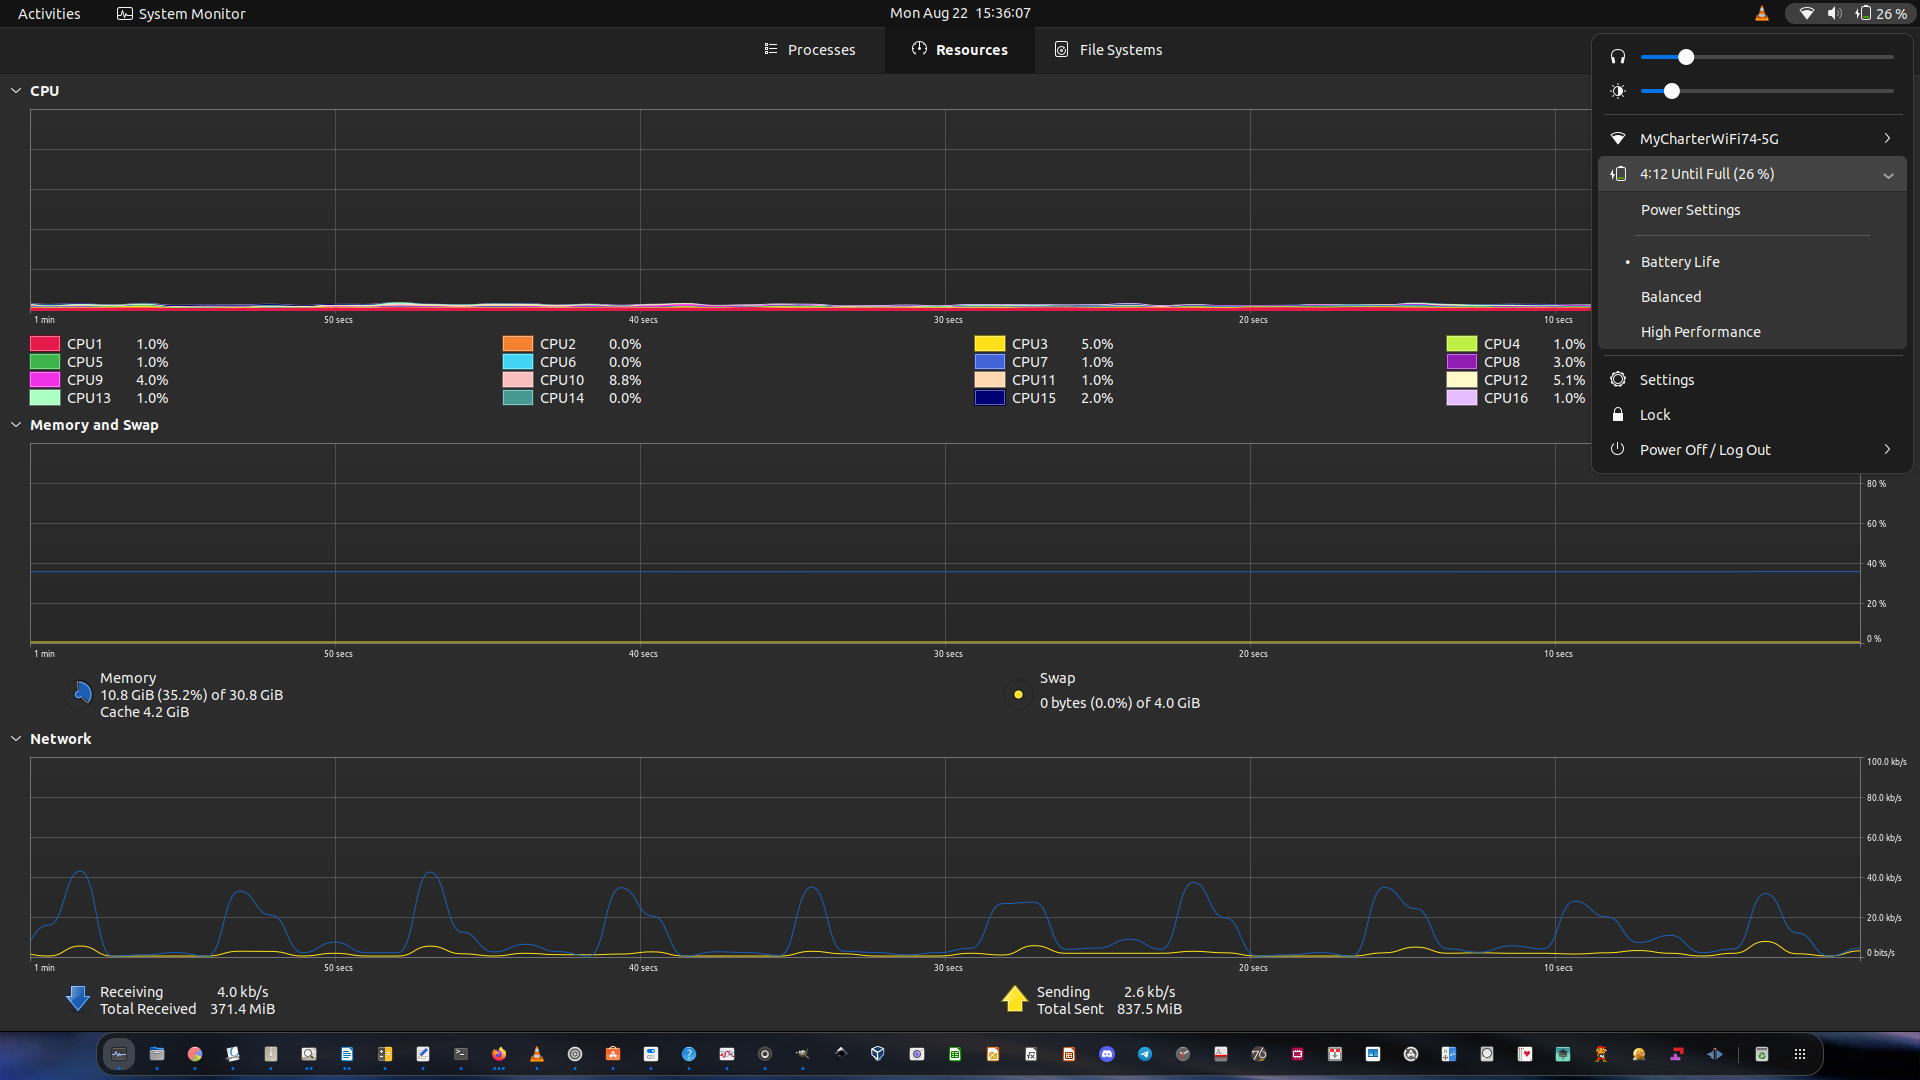 Activities System Monitor Mon Aug 22 15:36:07 26 %
Processes Resources File Systems
CPU
1 min 50 secs 40 secs 30 secs 20 secs 10 secs
CPU1 1.0% CPU2 0.0% CPU3 5.0% CPU4 1.0%
CPU5 1.0% CPU6 0.0% CPU7 1.0% CPU8 3.0%
CPU9 4.0% CPU10 8.8% CPU11 1.0% CPU12 5.1%
CPU13 1.0% CPU14 0.0% CPU15 2.0% CPU16 1.0%
MyCharterWiFi74-5G
4:12 Until Full (26 %)
Power Settings
• Battery Life
Balanced
High Performance
Settings
Lock
Power Off / Log Out
Memory and Swap
80 %
60 %
40 %
20 %
0 %
1 min 50 secs 40 secs 30 secs 20 secs 10 secs
Memory
10.8 GiB (35.2%) of 30.8 GiB
Cache 4.2 GiB
Swap
0 bytes (0.0%) of 4.0 GiB
Network
100.0 kb/s
80.0 kb/s
60.0 kb/s
40.0 kb/s
20.0 kb/s
0 bits/s
1 min 50 secs 40 secs 30 secs 20 secs 10 secs
Receiving 4.0 kb/s
Total Received 371.4 MiB
Sending 2.6 kb/s
Total Sent 837.5 MiB